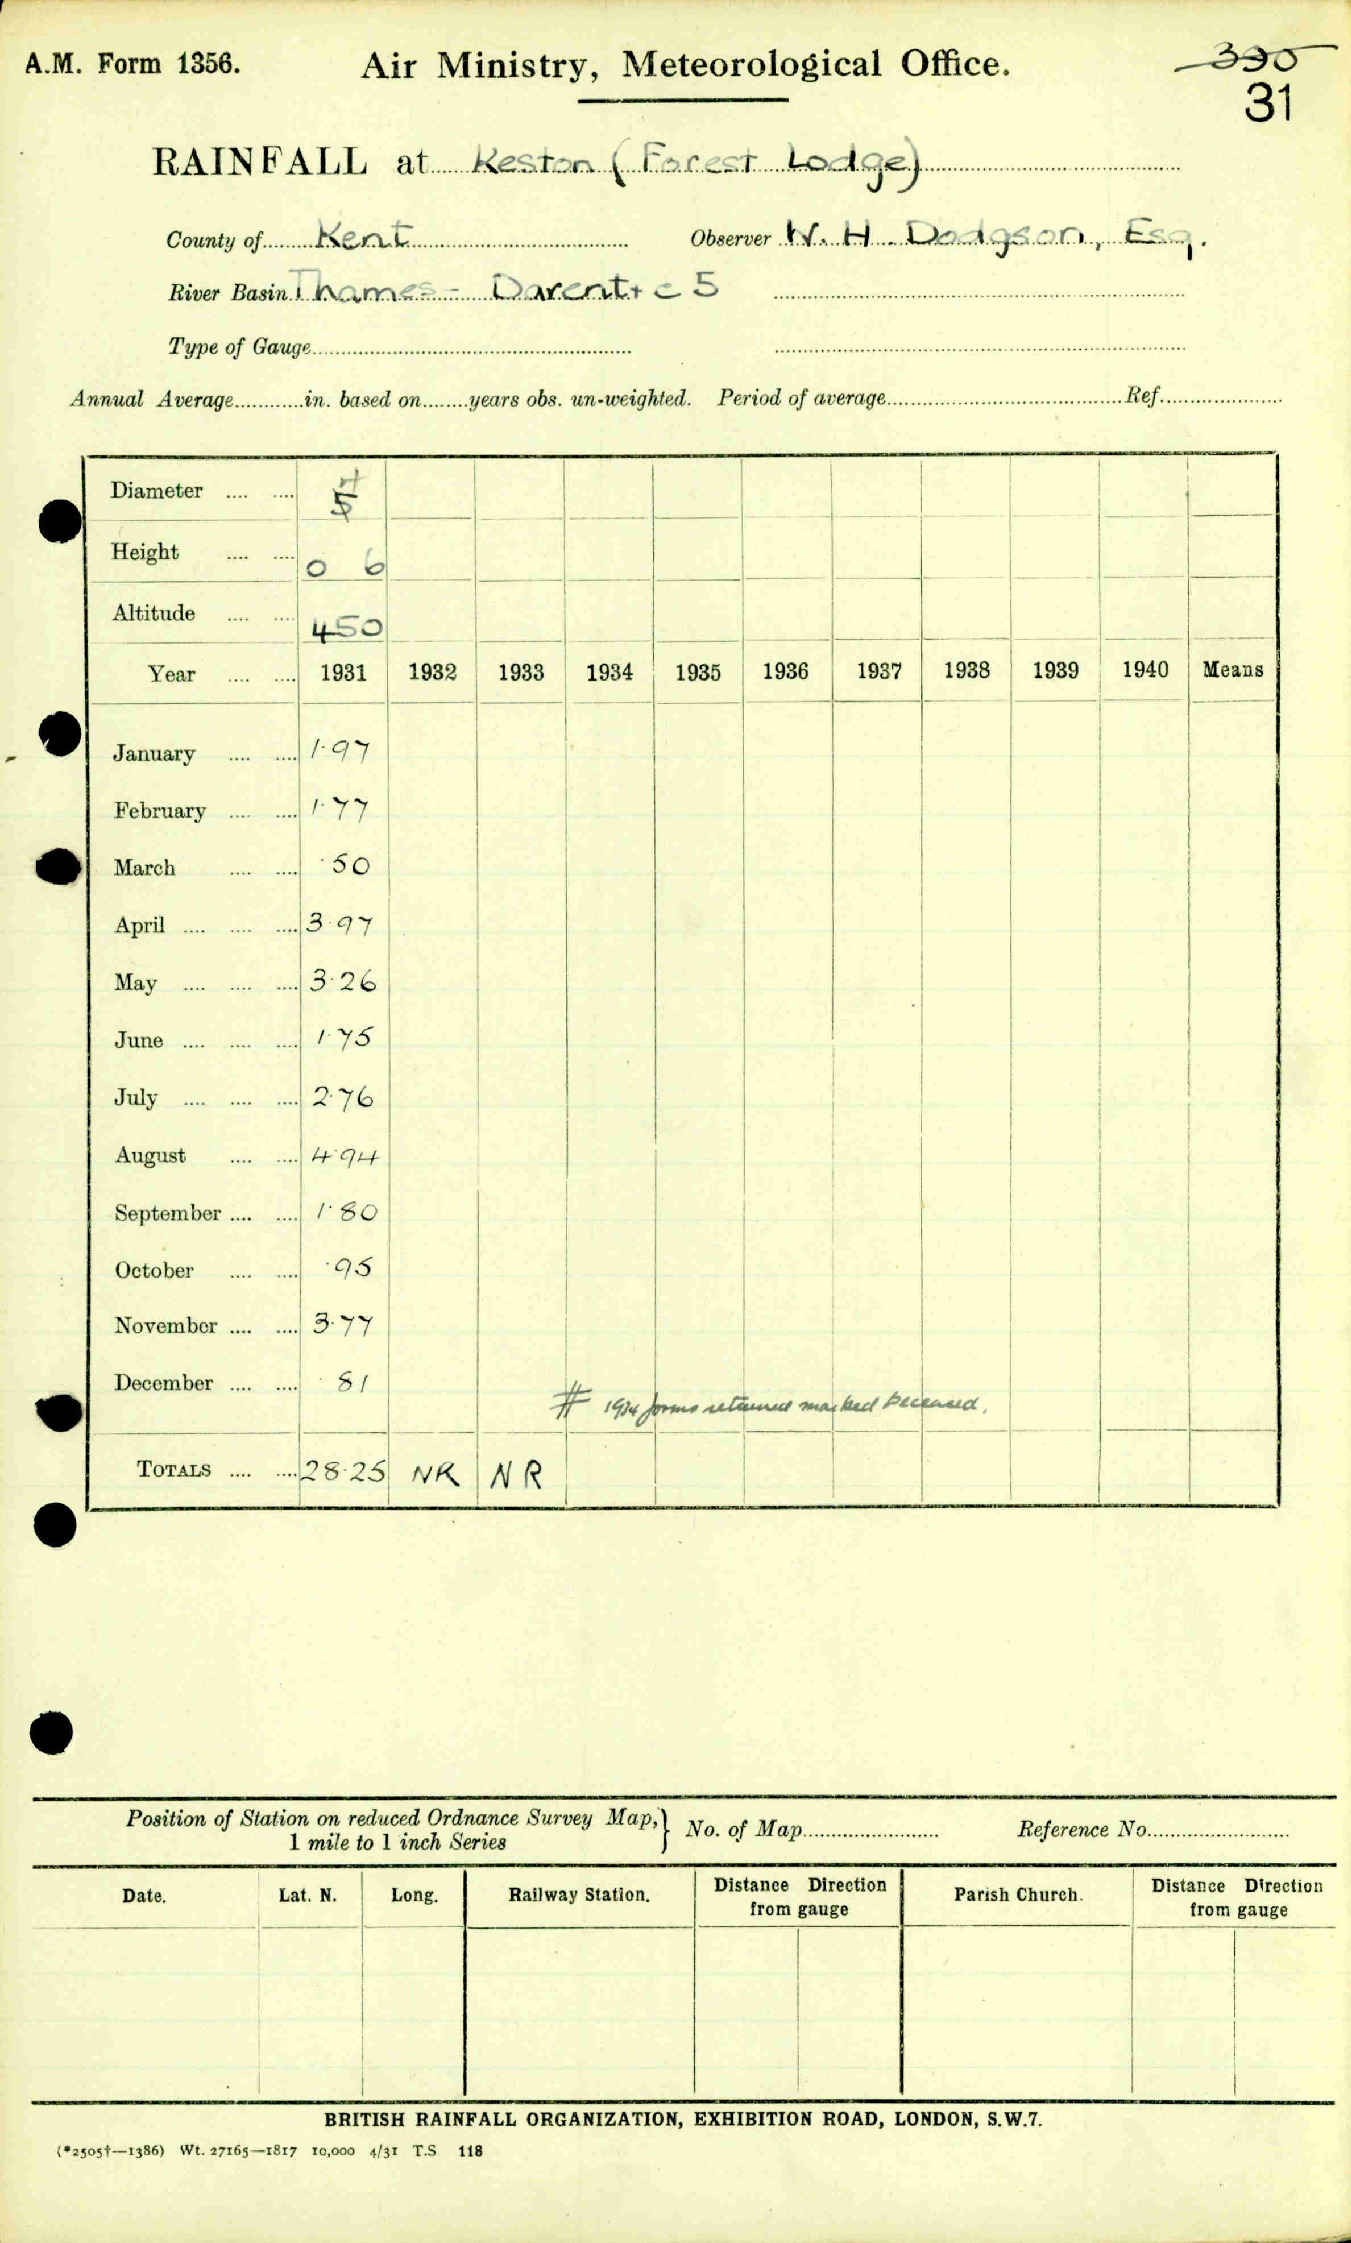 A.M. Form 1356. Air Ministry, Meteorological Office. 390
31
RAINFALL at Keston (Forest Lodge)
County of Kent Observer W. H. Dodgson, Esq.
River Basin Thames - Darent + c 5
Type of Gauge
Annual Average in. based on years obs. un-weighted. Period of average Ref.
Diameter 5
Height 0 6
Altitude 450
Year 1931 1932 1933 1934 1935 1936 1937 1938 1939 1940 Means
January 1.97
February 1.77
March .50
April 3.97
May 3.26
June 1.75
July 2.76
August 4.94
September 1.80
October .95
November 3.77
December .81
# 1934 forms returned marked Deceased.
TOTALS 28.25 NR NR
Position of Station on reduced Ordnance Survey Map, } No. of Map Reference No.
1 mile to 1 inch Series
Date. Lat. N. Long. Railway Station. Distance Direction from gauge Parish Church. Distance Direction from gauge
BRITISH RAINFALL ORGANIZATION, EXHIBITION ROAD, LONDON, S.W.7.
(*2505†—1386) Wt. 27165—1817 10,000 4/31 T.S 118